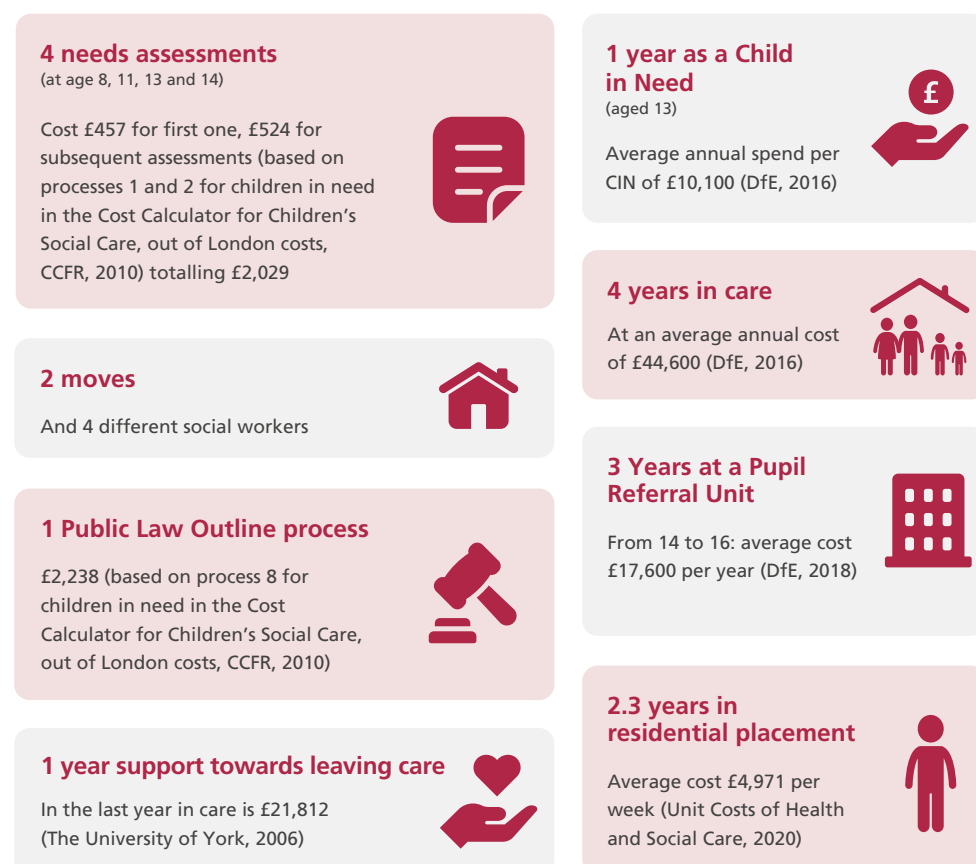 4 needs assessments
(at age 8, 11, 13 and 14)
Cost £457 for first one, £524 for
subsequent assessments (based on
processes 1 and 2 for children in need
in the Cost Calculator for Children's
Social Care, out of London costs,
CCFR, 2010) totalling £2,029
2 moves
And 4 different social workers
1 Public Law Outline process
£2,238 (based on process 8 for
children in need in the Cost
Calculator for Children's Social Care,
out of London costs, CCFR, 2010)
1 year support towards leaving care
In the last year in care is £21,812
(The University of York, 2006)
1 year as a Child
in Need
(aged 13)
Average annual spend per
CIN of £10,100 (DfE, 2016)
£
4 years in care
At an average annual cost
of £44,600 (DfE, 2016)
3 Years at a Pupil
Referral Unit
From 14 to 16: average cost
£17,600 per year (DfE, 2018)
2.3 years in
residential placement
Average cost £4,971 per
week (Unit Costs of Health
and Social Care, 2020)